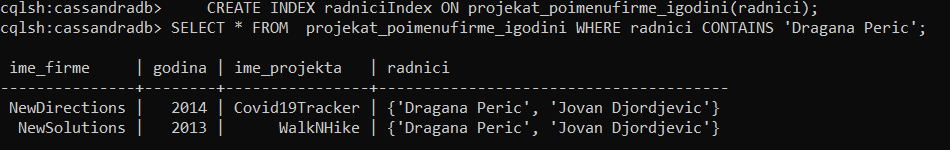 cqlsh:cassandradb>     CREATE INDEX radniciIndex ON projekat_poimenufirme_igodini(radnici);
cqlsh:cassandradb> SELECT * FROM  projekat_poimenufirme_igodini WHERE radnici CONTAINS 'Dragana Peric';
 ime_firme     | godina | ime_projekta   | radnici
---------------+--------+----------------+-------------------------------------
 NewDirections |   2014 | Covid19Tracker | {'Dragana Peric', 'Jovan Djordjevic'}
  NewSolutions |   2013 |      WalkNHike | {'Dragana Peric', 'Jovan Djordjevic'}